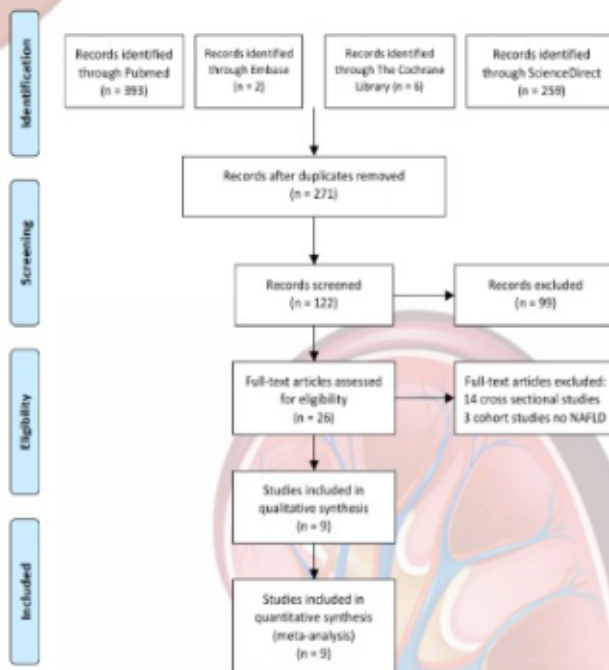 Identification
Records identified
through Pubmed
(n = 393)
Records identified
through Embase
(n = 2)
Records identified
through The Cochrane
Library (n = 6)
Records identified
through ScienceDirect
(n = 259)
Records after duplicates removed
(n = 271)
Screening
Records screened
(n = 122)
Records excluded
(n = 99)
Eligibility
Full-text articles assessed
for eligibility
(n = 26)
Full-text articles excluded:
14 cross sectional studies
3 cohort studies no NAFLD
Studies included in
qualitative synthesis
(n = 9)
Included
Studies included in
quantitative synthesis
(meta-analysis)
(n = 9)